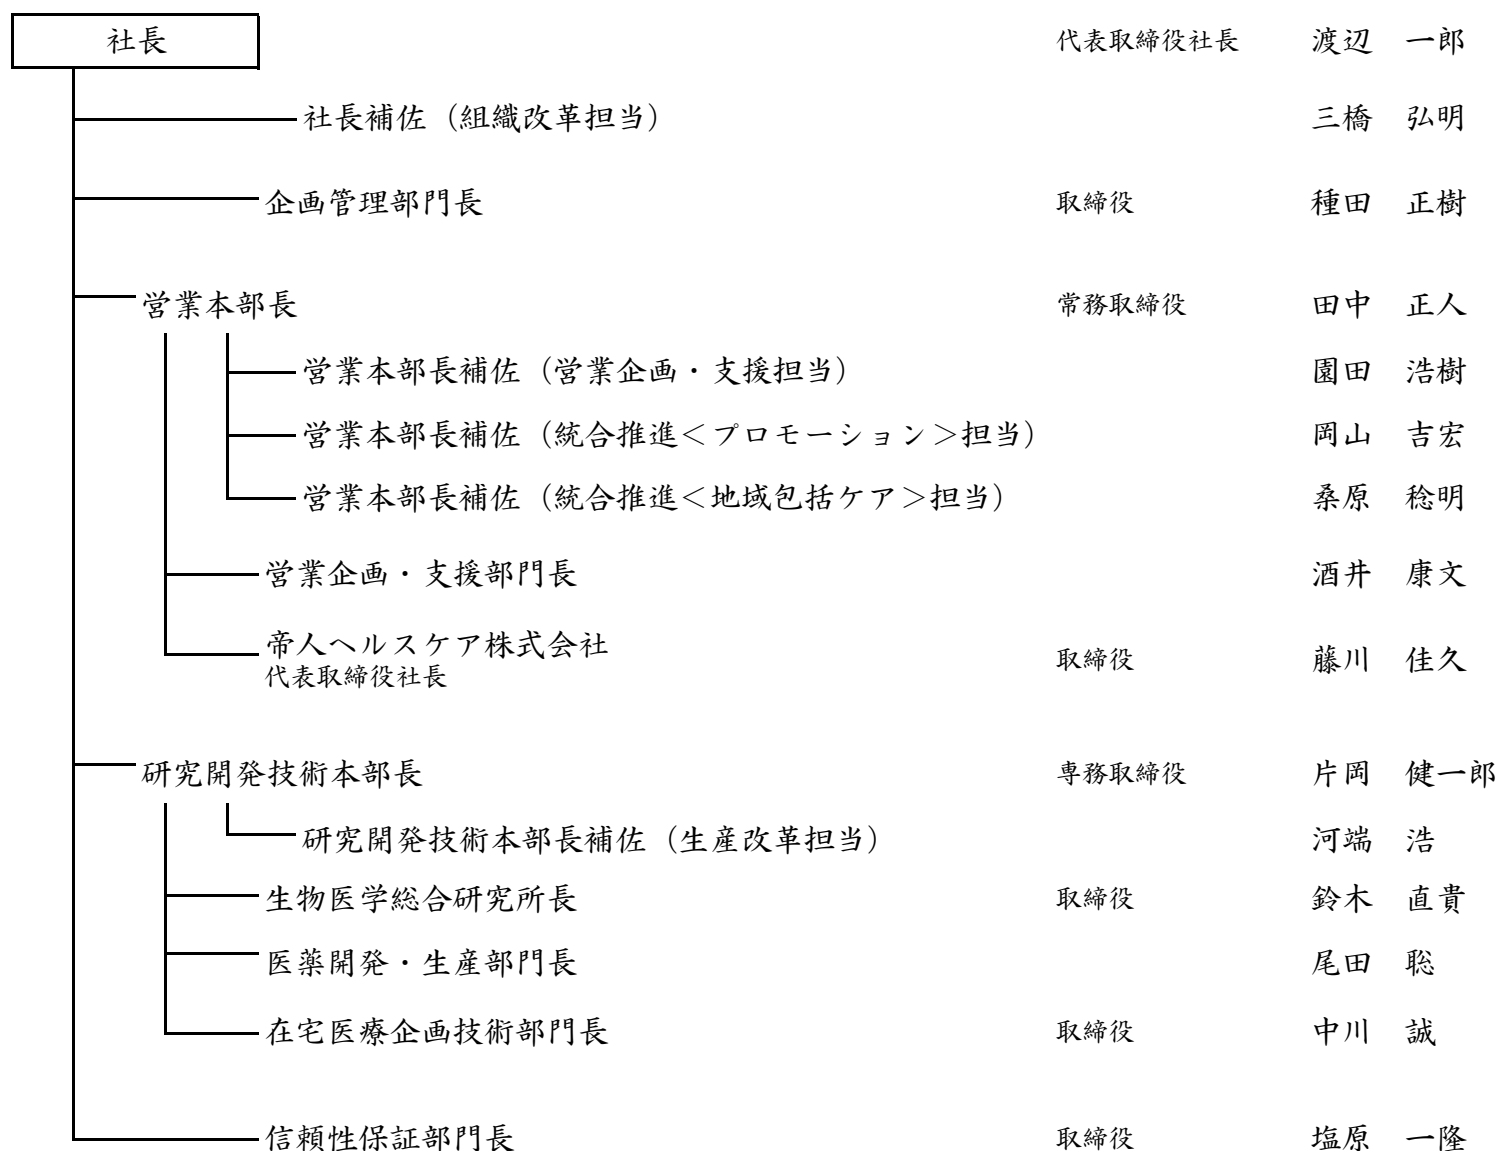 社長 代表取締役社長 渡辺 一郎
社長補佐（組織改革担当） 三橋 弘明
企画管理部門長 取締役 種田 正樹
営業本部長 常務取締役 田中 正人
営業本部長補佐（営業企画・支援担当） 園田 浩樹
営業本部長補佐（統合推進＜プロモーション＞担当） 岡山 吉宏
営業本部長補佐（統合推進＜地域包括ケア＞担当） 桑原 稔明
営業企画・支援部門長 酒井 康文
帝人ヘルスケア株式会社 取締役 藤川 佳久
代表取締役社長
研究開発技術本部長 専務取締役 片岡 健一郎
研究開発技術本部長補佐（生産改革担当） 河端 浩
生物医学総合研究所長 取締役 鈴木 直貴
医薬開発・生産部門長 尾田 聡
在宅医療企画技術部門長 取締役 中川 誠
信頼性保証部門長 取締役 塩原 一隆